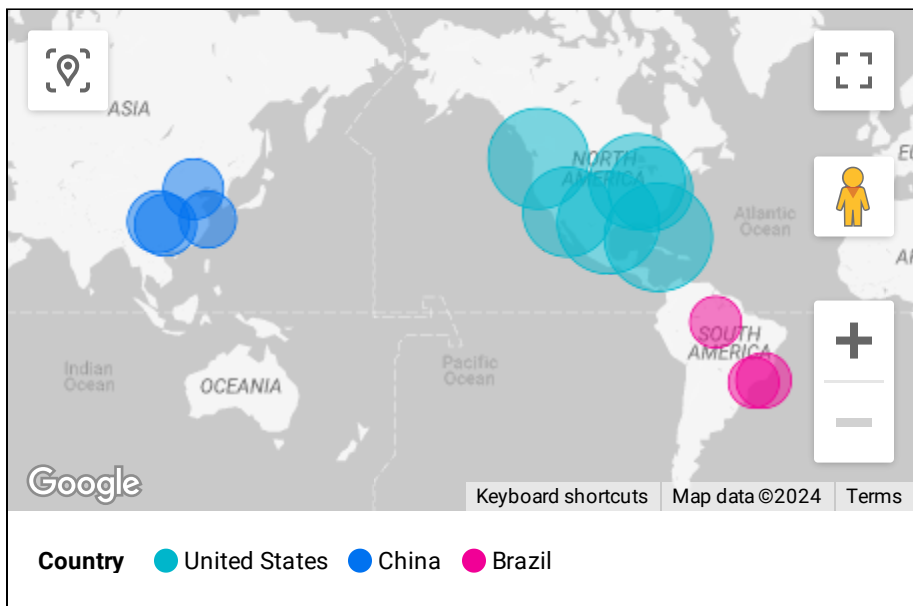 ASIA
NORTH
AMERICA
Atlantic
Ocean
SOUTH
AMERICA
Indian
Ocean
OCEANIA
Pacific
Ocean
Google
Keyboard shortcuts
Map data ©2024
Terms
Country
United States
China
Brazil